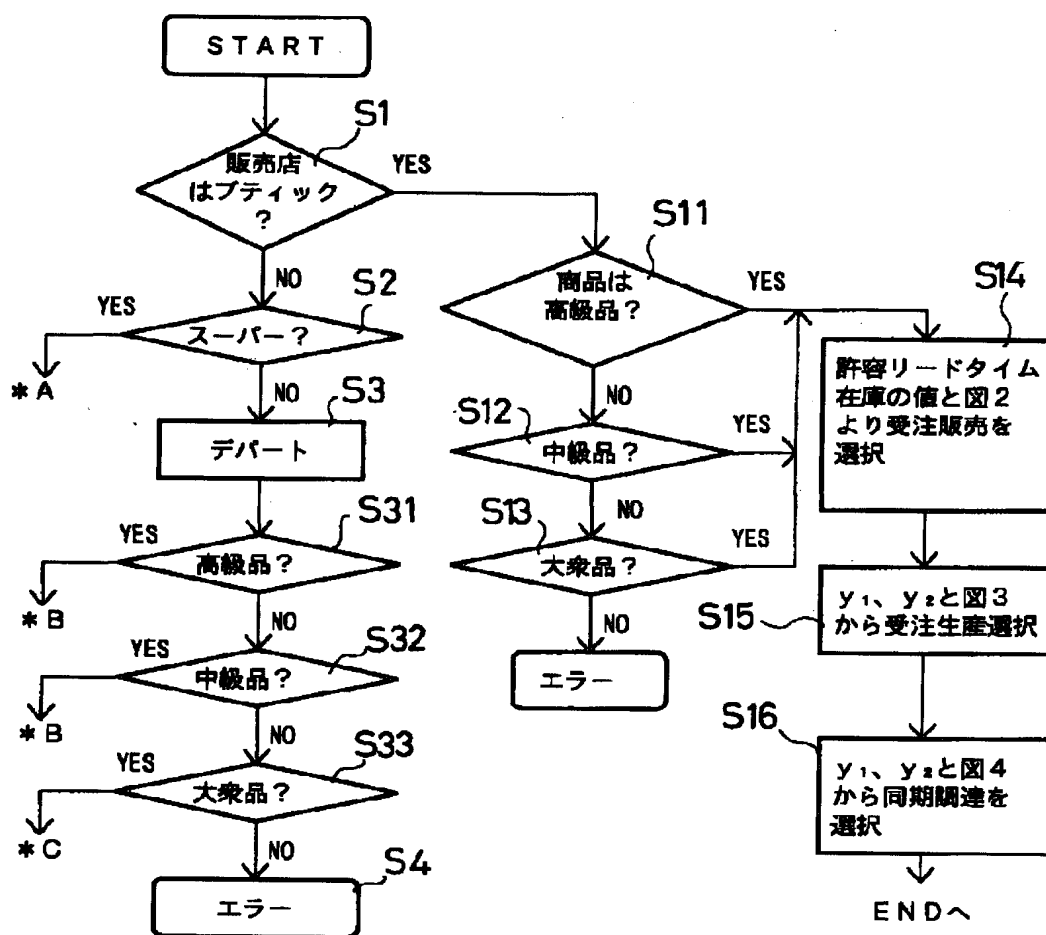 START
S1
販売店
はブティック
?
YES
NO
S2
YES
スーパー?
*A
NO
S3
デパート
S31
YES
高級品?
*B
NO
S32
YES
中級品?
*B
NO
S33
YES
大衆品?
*C
NO
S4
エラー
S11
商品は
高級品?
YES
NO
S12
中級品?
YES
NO
S13
大衆品?
YES
NO
エラー
S14
許容リードタイム
在庫の値と図2
より受注販売を
選択
S15
y₁、y₂と図3
から受注生産選択
S16
y₁、y₂と図4
から同期調達を
選択
ENDへ